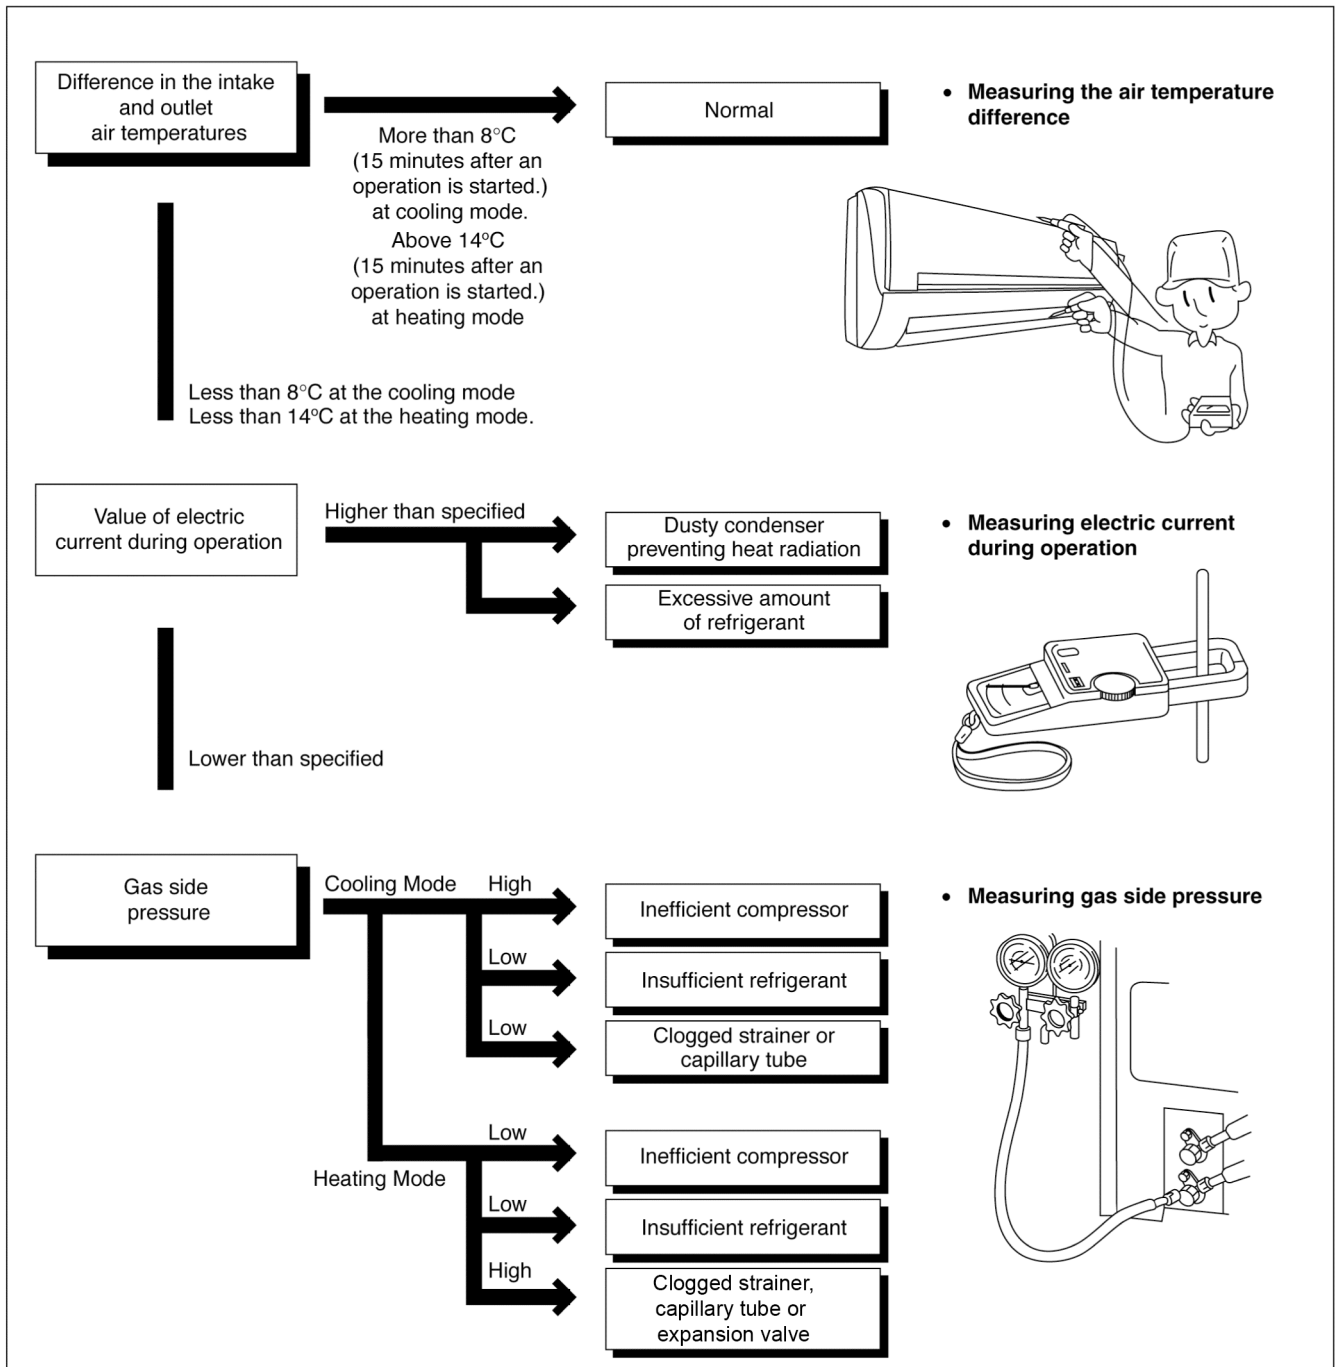 Difference in the intake
and outlet
air temperatures
More than 8°C
(15 minutes after an
operation is started.)
at cooling mode.
Above 14°C
(15 minutes after an
operation is started.)
at heating mode
Normal
• Measuring the air temperature
difference
Less than 8°C at the cooling mode
Less than 14°C at the heating mode.
Value of electric
current during operation
Higher than specified
Dusty condenser
preventing heat radiation
Excessive amount
of refrigerant
• Measuring electric current
during operation
Lower than specified
Gas side
pressure
Cooling Mode
High
Inefficient compressor
Low
Insufficient refrigerant
Low
Clogged strainer or
capillary tube
Heating Mode
Low
Inefficient compressor
Low
Insufficient refrigerant
High
Clogged strainer,
capillary tube or
expansion valve
• Measuring gas side pressure